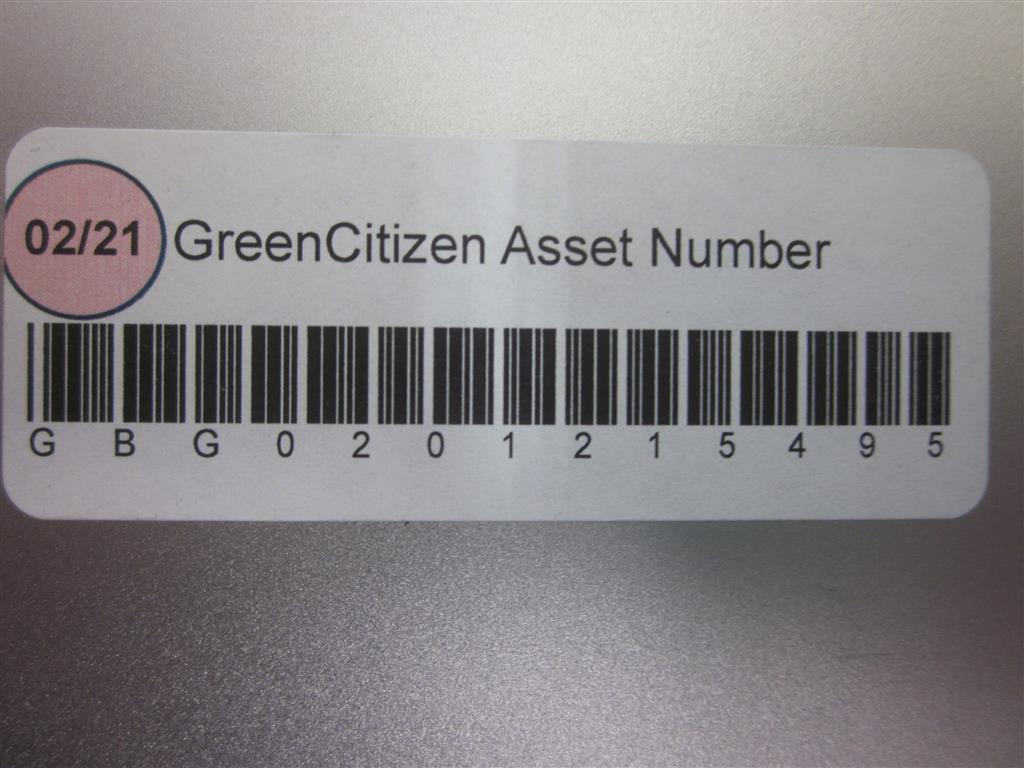 02/21 GreenCitizen Asset Number
G B G 0 2 0 1 2 1 5 4 9 5